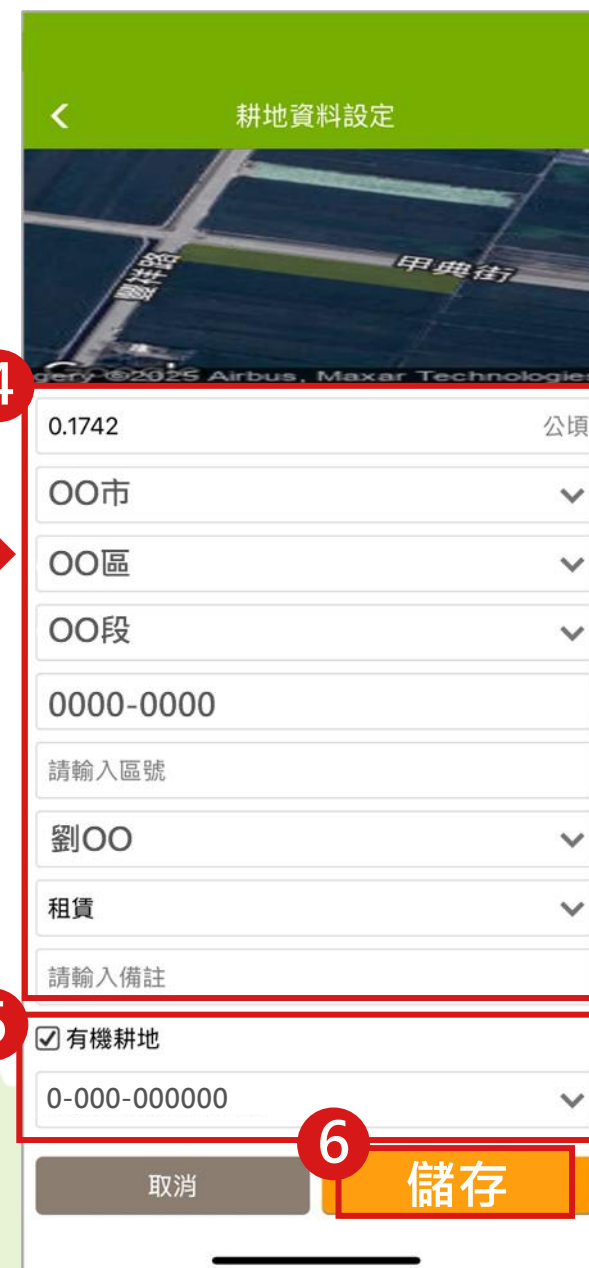 耕地資料設定
甲典街
gery ©2025 Airbus, Maxar Technologies
4
0.1742 公頃
OO市
OO區
OO段
0000-0000
請輸入區號
劉OO
租賃
請輸入備註
5
有機耕地
0-000-000000
6
取消 儲存